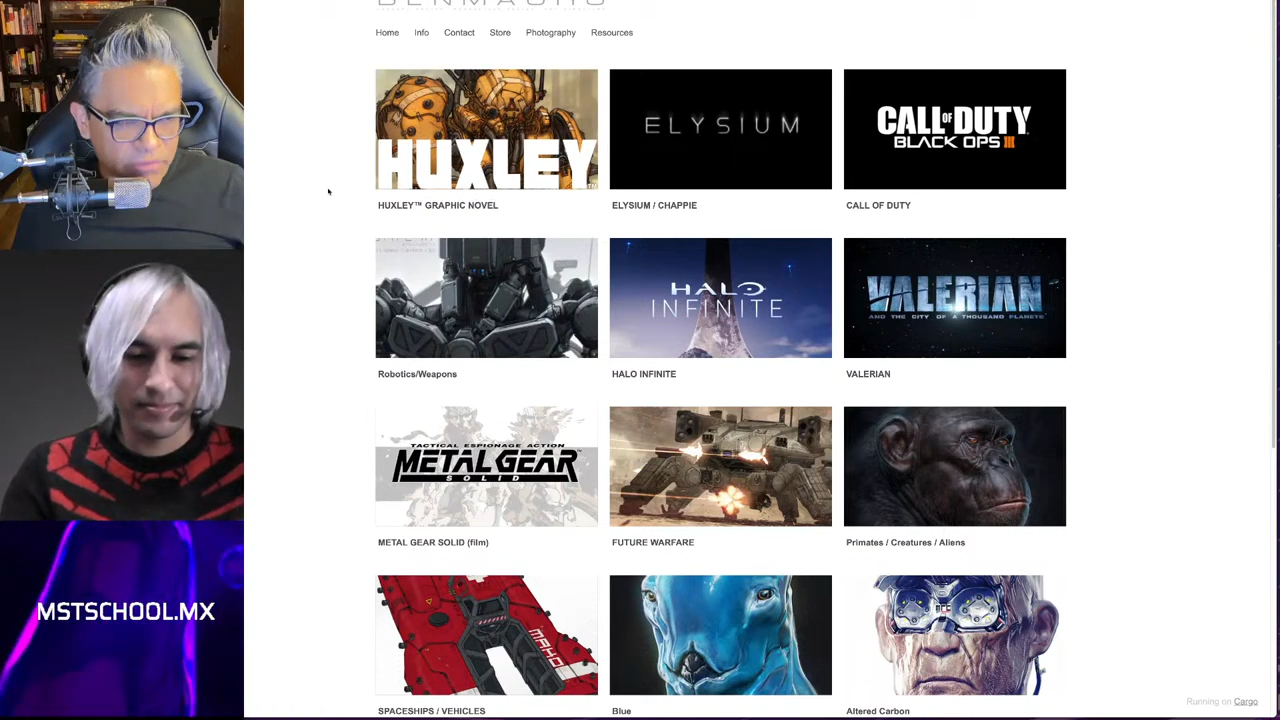 BENMAURO
Home Info Contact Store Photography Resources
HUXLEY™
ELYSIUM
CALL OF DUTY
BLACK OPS III
HUXLEY™ GRAPHIC NOVEL
ELYSIUM / CHAPPIE
CALL OF DUTY
HALO
INFINITE
VALERIAN
AND THE CITY OF A THOUSAND PLANETS
Robotics/Weapons
HALO INFINITE
VALERIAN
TACTICAL ESPIONAGE ACTION
METAL GEAR
SOLID
METAL GEAR SOLID (film)
FUTURE WARFARE
Primates / Creatures / Aliens
MSTSCHOOL.MX
SPACESHIPS / VEHICLES
Blue
Altered Carbon
Running on Cargo